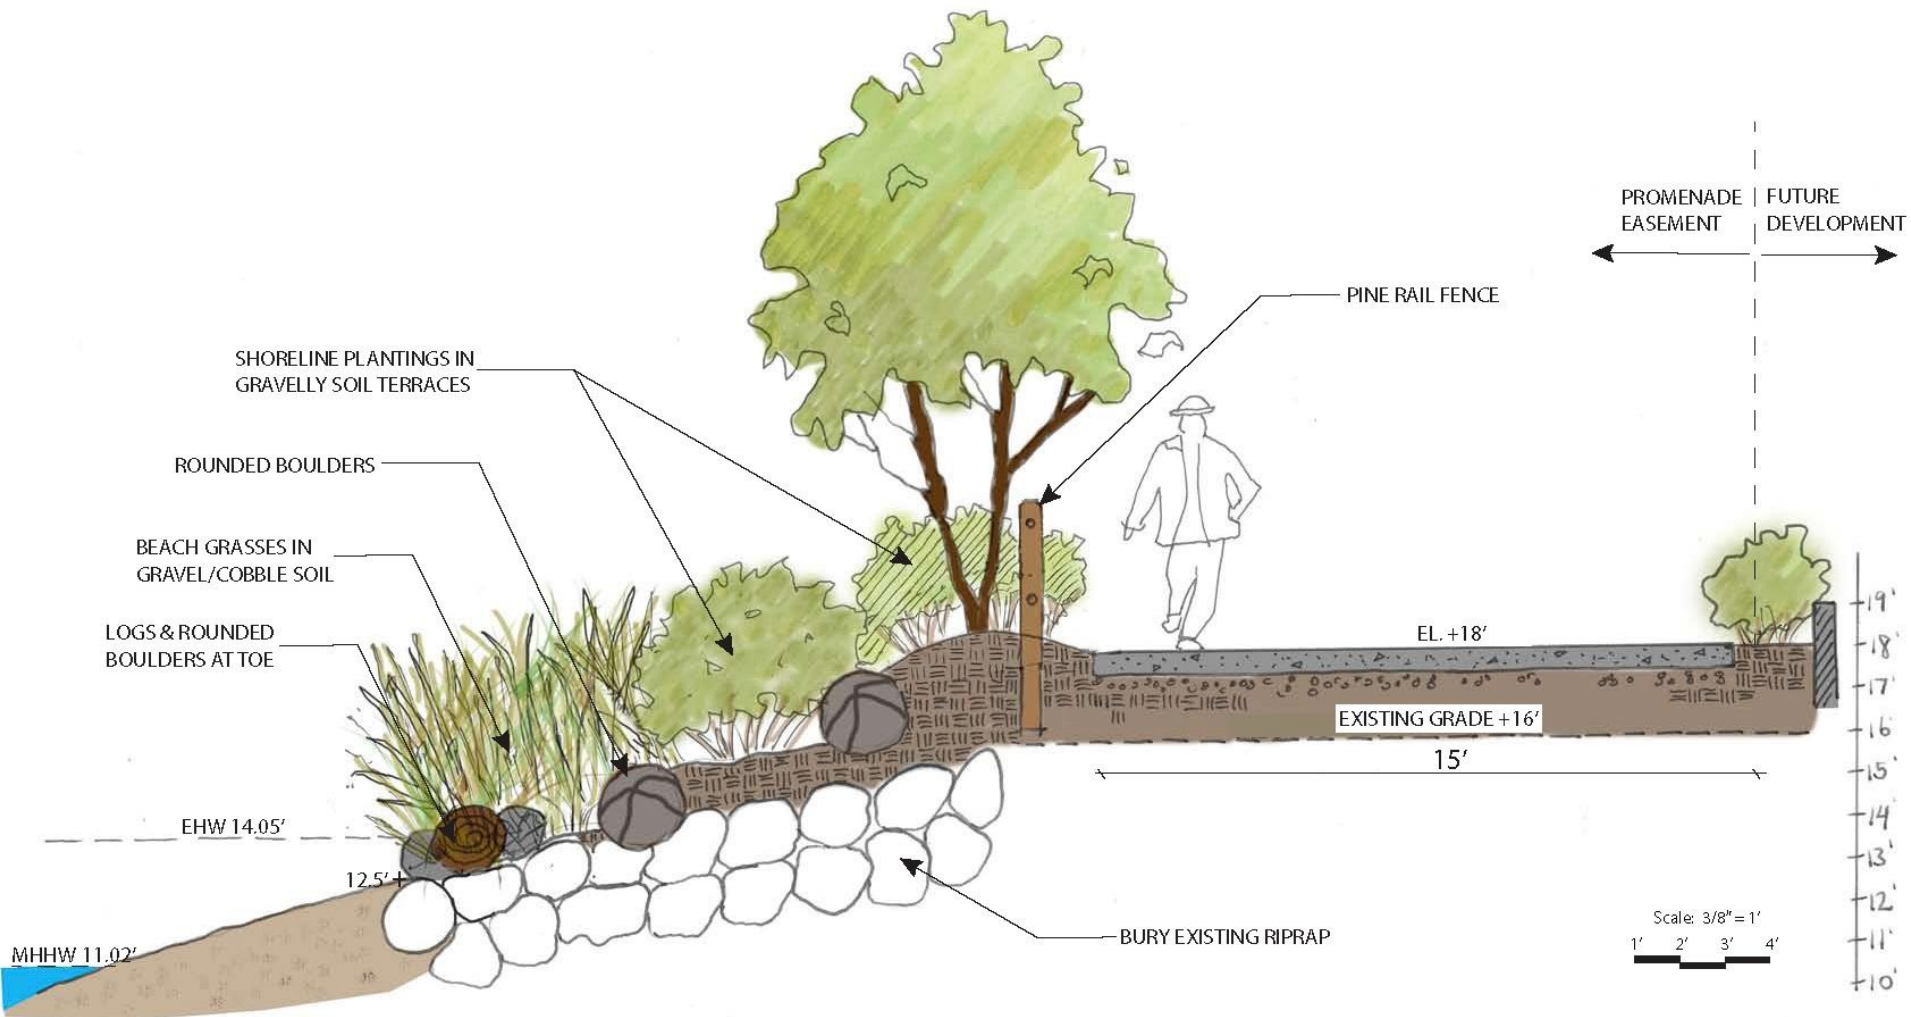 PROMENADE
EASEMENT
FUTURE
DEVELOPMENT
PINE RAIL FENCE
SHORELINE PLANTINGS IN
GRAVELLY SOIL TERRACES
ROUNDED BOULDERS
BEACH GRASSES IN
GRAVEL/COBBLE SOIL
LOGS & ROUNDED
BOULDERS AT TOE
EL. +18'
EXISTING GRADE +16'
15'
EHW 14.05'
12.5'
MHHW 11.02'
BURY EXISTING RIPRAP
19'
18'
17'
16'
15'
14'
13'
12'
11'
10'
Scale: 3/8" = 1'
1' 2' 3' 4'